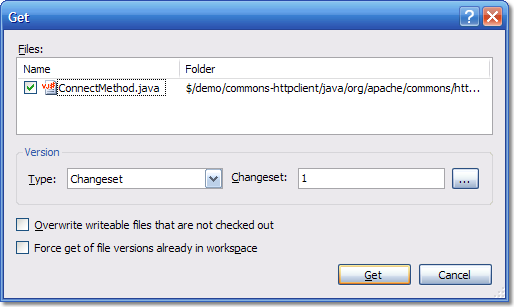 Get
Files:
Name Folder
ConnectMethod.java $/demo/commons-httpclient/java/org/apache/commons/htt...
Version
Type: Changeset Changeset: 1 ...
Overwrite writeable files that are not checked out
Force get of file versions already in workspace
Get Cancel